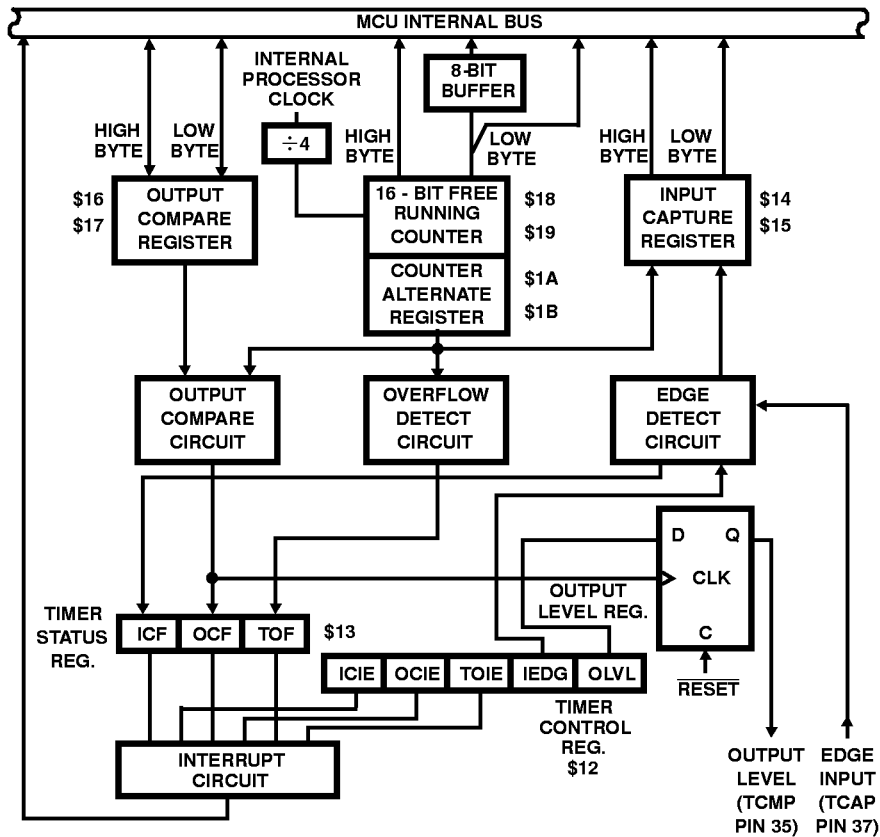 MCU INTERNAL BUS
INTERNAL
PROCESSOR
CLOCK
÷4
8-BIT
BUFFER
HIGH
BYTE
LOW
BYTE
HIGH
BYTE
LOW
BYTE
HIGH
BYTE
LOW
BYTE
$16
$17
OUTPUT
COMPARE
REGISTER
16 - BIT FREE
RUNNING
COUNTER
$18
$19
COUNTER
ALTERNATE
REGISTER
$1A
$1B
INPUT
CAPTURE
REGISTER
$14
$15
OUTPUT
COMPARE
CIRCUIT
OVERFLOW
DETECT
CIRCUIT
EDGE
DETECT
CIRCUIT
D Q
CLK
C
RESET
OUTPUT
LEVEL REG.
TIMER
STATUS
REG.
ICF OCF TOF
$13
ICIE OCIE TOIE IEDG OLVL
TIMER
CONTROL
REG.
$12
INTERRUPT
CIRCUIT
OUTPUT
LEVEL
(TCMP
PIN 35)
EDGE
INPUT
(TCAP
PIN 37)